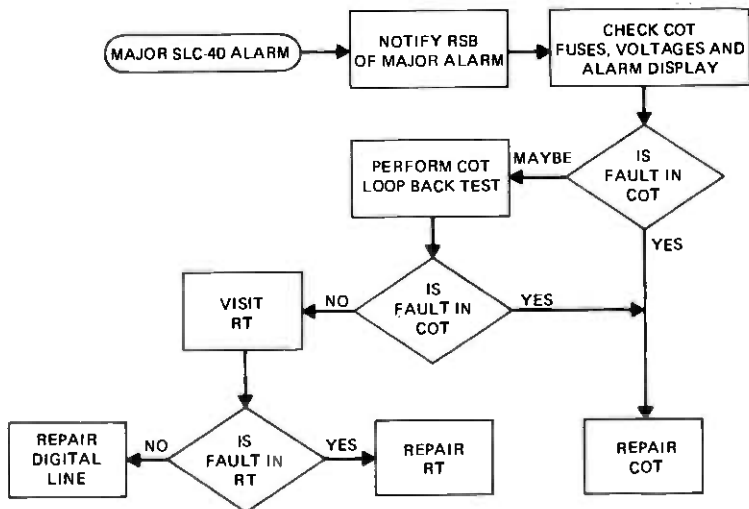 MAJOR SLC-40 ALARM
NOTIFY RSB
OF MAJOR ALARM
CHECK COT
FUSES, VOLTAGES AND
ALARM DISPLAY
IS
FAULT IN
COT
MAYBE
YES
PERFORM COT
LOOP BACK TEST
IS
FAULT IN
COT
NO
YES
VISIT
RT
IS
FAULT IN
RT
NO
YES
REPAIR
DIGITAL
LINE
REPAIR
RT
REPAIR
COT